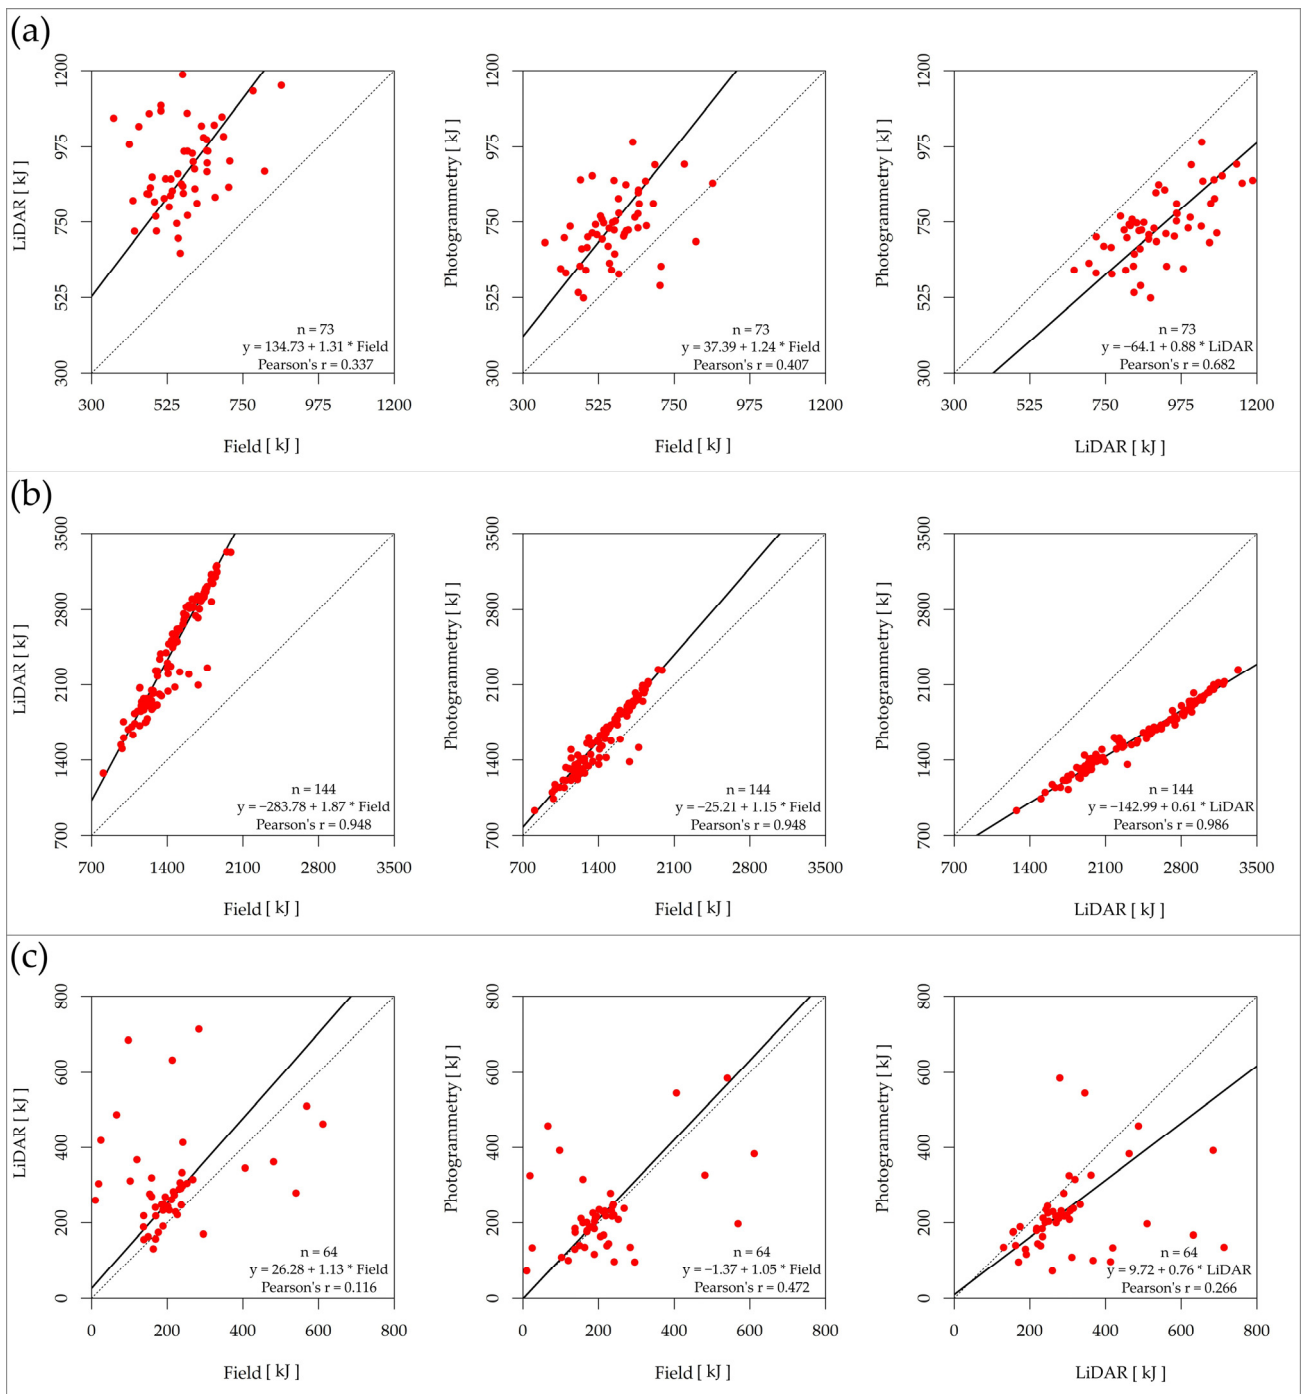 (a)
1200
975
750
525
300
LiDAR [ kJ ]
n = 73
y = 134.73 + 1.31 * Field
Pearson's r = 0.337
300 525 750 975 1200
Field [ kJ ]
1200
975
750
525
300
Photogrammetry [ kJ ]
n = 73
y = 37.39 + 1.24 * Field
Pearson's r = 0.407
300 525 750 975 1200
Field [ kJ ]
1200
975
750
525
300
Photogrammetry [ kJ ]
n = 73
y = −64.1 + 0.88 * LiDAR
Pearson's r = 0.682
300 525 750 975 1200
LiDAR [ kJ ]
(b)
3500
2800
2100
1400
700
LiDAR [ kJ ]
n = 144
y = −283.78 + 1.87 * Field
Pearson's r = 0.948
700 1400 2100 2800 3500
Field [ kJ ]
3500
2800
2100
1400
700
Photogrammetry [ kJ ]
n = 144
y = −25.21 + 1.15 * Field
Pearson's r = 0.948
700 1400 2100 2800 3500
Field [ kJ ]
3500
2800
2100
1400
700
Photogrammetry [ kJ ]
n = 144
y = −142.99 + 0.61 * LiDAR
Pearson's r = 0.986
700 1400 2100 2800 3500
LiDAR [ kJ ]
(c)
800
600
400
200
0
LiDAR [ kJ ]
n = 64
y = 26.28 + 1.13 * Field
Pearson's r = 0.116
0 200 400 600 800
Field [ kJ ]
800
600
400
200
0
Photogrammetry [ kJ ]
n = 64
y = −1.37 + 1.05 * Field
Pearson's r = 0.472
0 200 400 600 800
Field [ kJ ]
800
600
400
200
0
Photogrammetry [ kJ ]
n = 64
y = 9.72 + 0.76 * LiDAR
Pearson's r = 0.266
0 200 400 600 800
LiDAR [ kJ ]